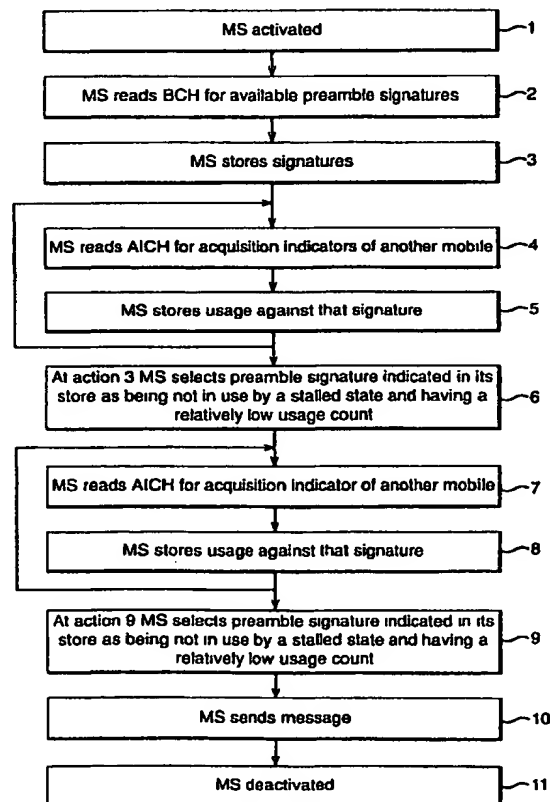 MS activated
1
MS reads BCH for available preamble signatures
2
MS stores signatures
3
MS reads AICH for acquisition indicators of another mobile
4
MS stores usage against that signature
5
At action 3 MS selects preamble signature indicated in its
store as being not in use by a stalled state and having a
relatively low usage count
6
MS reads AICH for acquisition indicator of another mobile
7
MS stores usage against that signature
8
At action 9 MS selects preamble signature indicated in its
store as being not in use by a stalled state and having a
relatively low usage count
9
MS sends message
10
MS deactivated
11